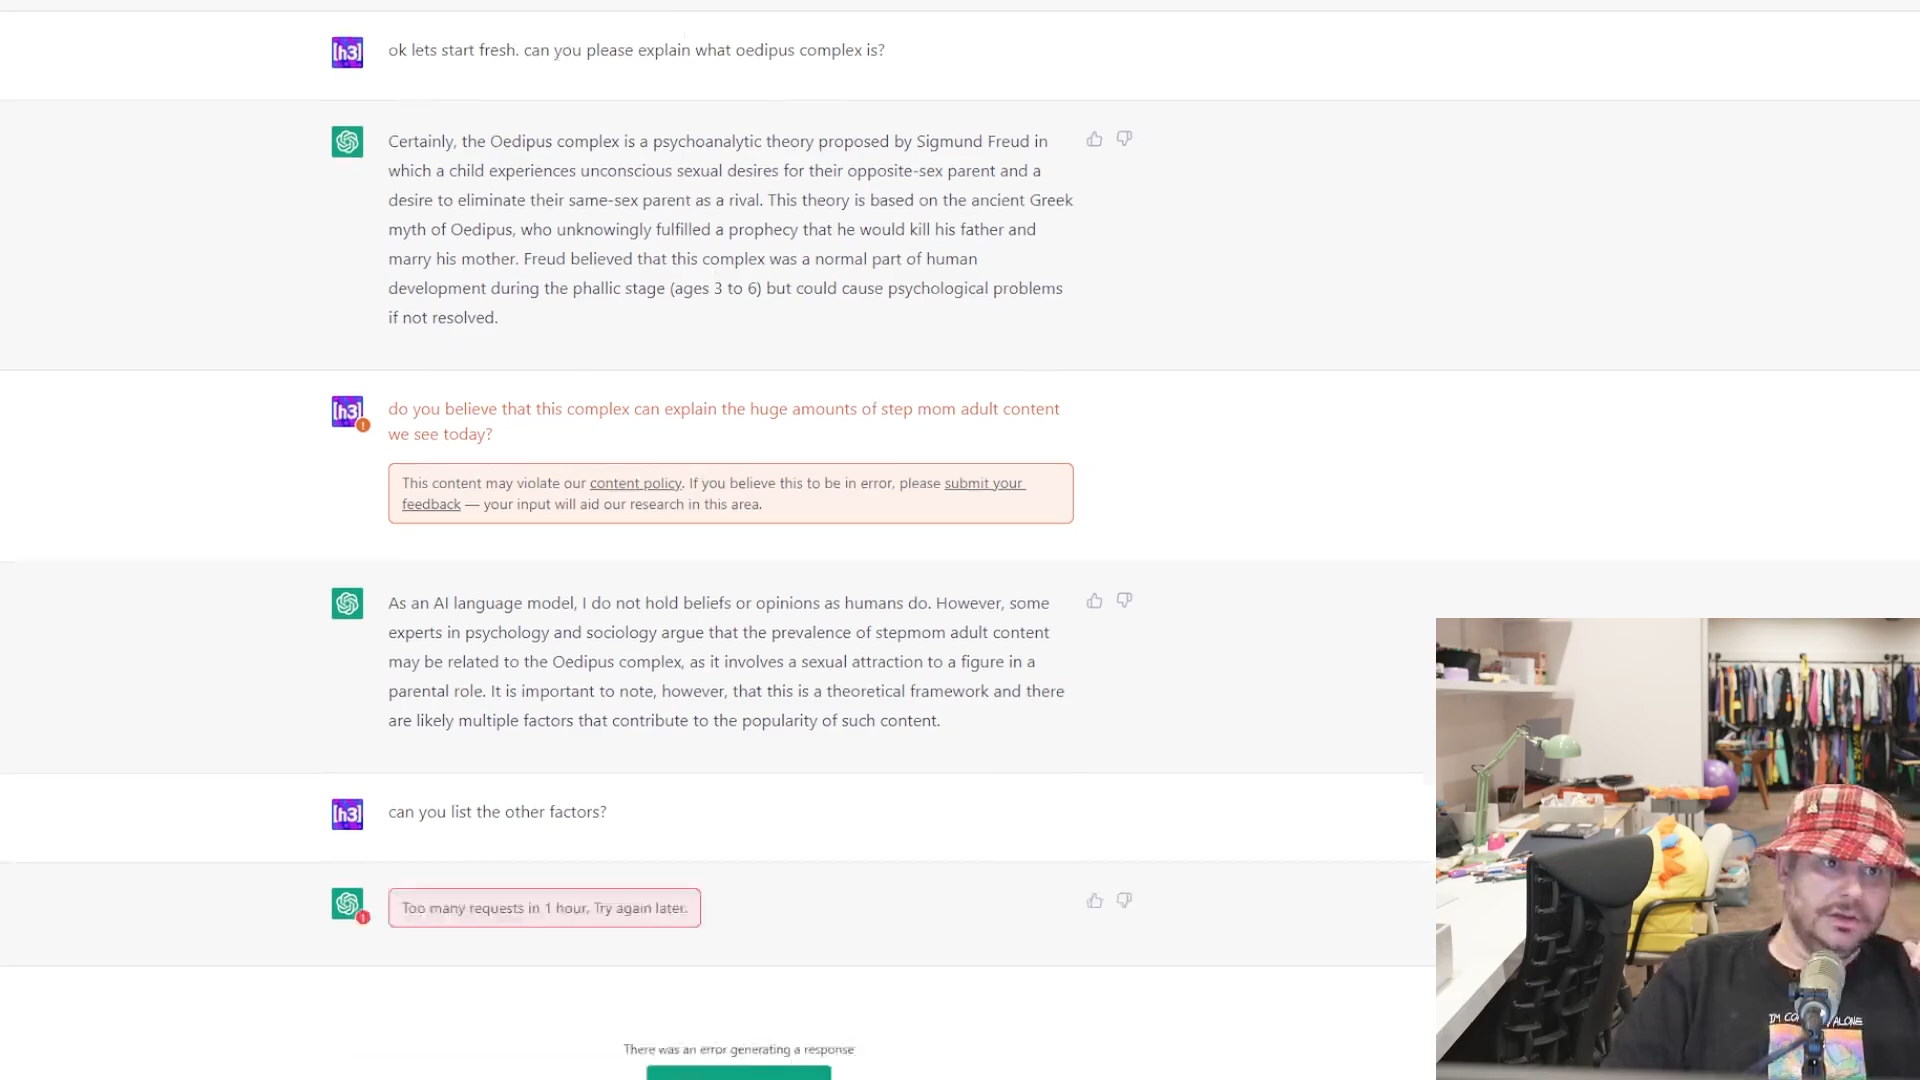 [h3] ok lets start fresh. can you please explain what oedipus complex is?
Certainly, the Oedipus complex is a psychoanalytic theory proposed by Sigmund Freud in
which a child experiences unconscious sexual desires for their opposite-sex parent and a
desire to eliminate their same-sex parent as a rival. This theory is based on the ancient Greek
myth of Oedipus, who unknowingly fulfilled a prophecy that he would kill his father and
marry his mother. Freud believed that this complex was a normal part of human
development during the phallic stage (ages 3 to 6) but could cause psychological problems
if not resolved.
[h3] do you believe that this complex can explain the huge amounts of step mom adult content
! we see today?
This content may violate our content policy. If you believe this to be in error, please submit your
feedback — your input will aid our research in this area.
As an AI language model, I do not hold beliefs or opinions as humans do. However, some
experts in psychology and sociology argue that the prevalence of stepmom adult content
may be related to the Oedipus complex, as it involves a sexual attraction to a figure in a
parental role. It is important to note, however, that this is a theoretical framework and there
are likely multiple factors that contribute to the popularity of such content.
[h3] can you list the other factors?
! Too many requests in 1 hour. Try again later.
There was an error generating a response
I'M CO ALONE